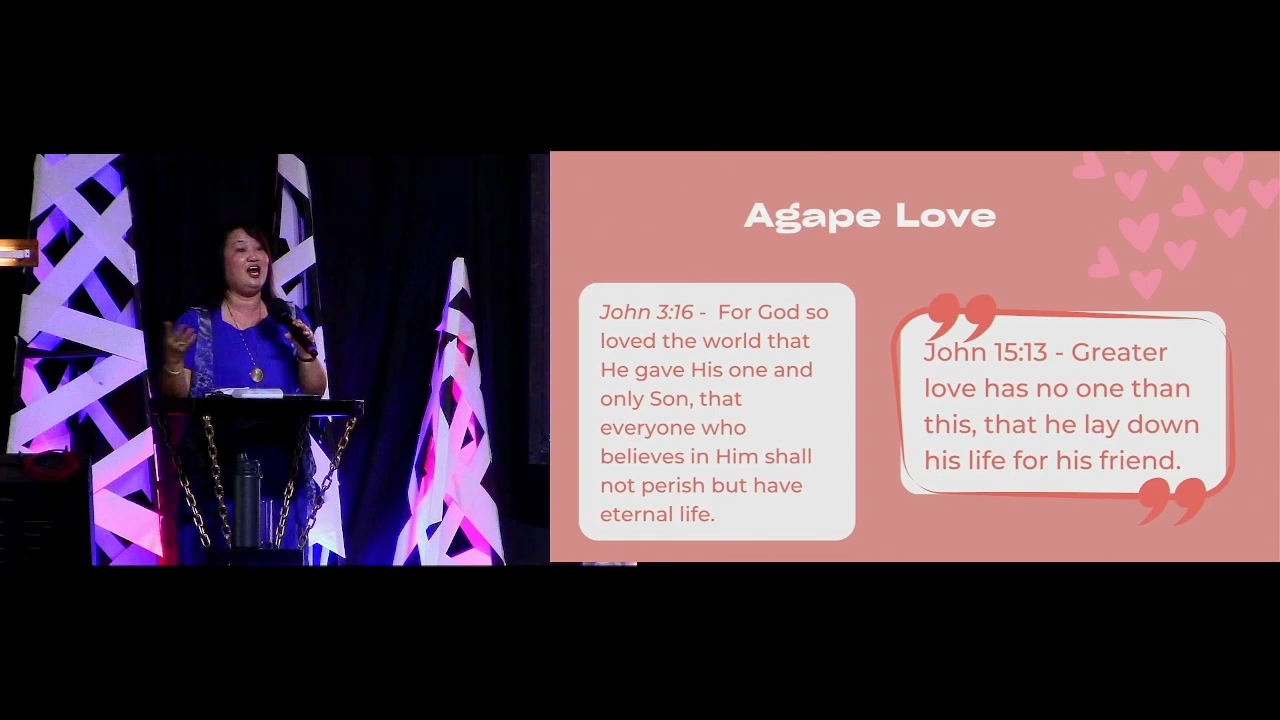 Agape Love
John 3:16 - For God so
loved the world that
He gave His one and
only Son, that
everyone who
believes in Him shall
not perish but have
eternal life.
John 15:13 - Greater
love has no one than
this, that he lay down
his life for his friend.